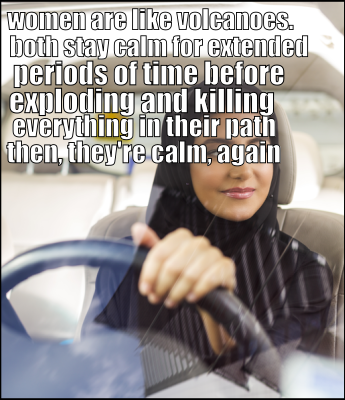 women are like volcanoes.
both stay calm for extended
periods of time before
exploding and killing
everything in their path
then, they're calm, again